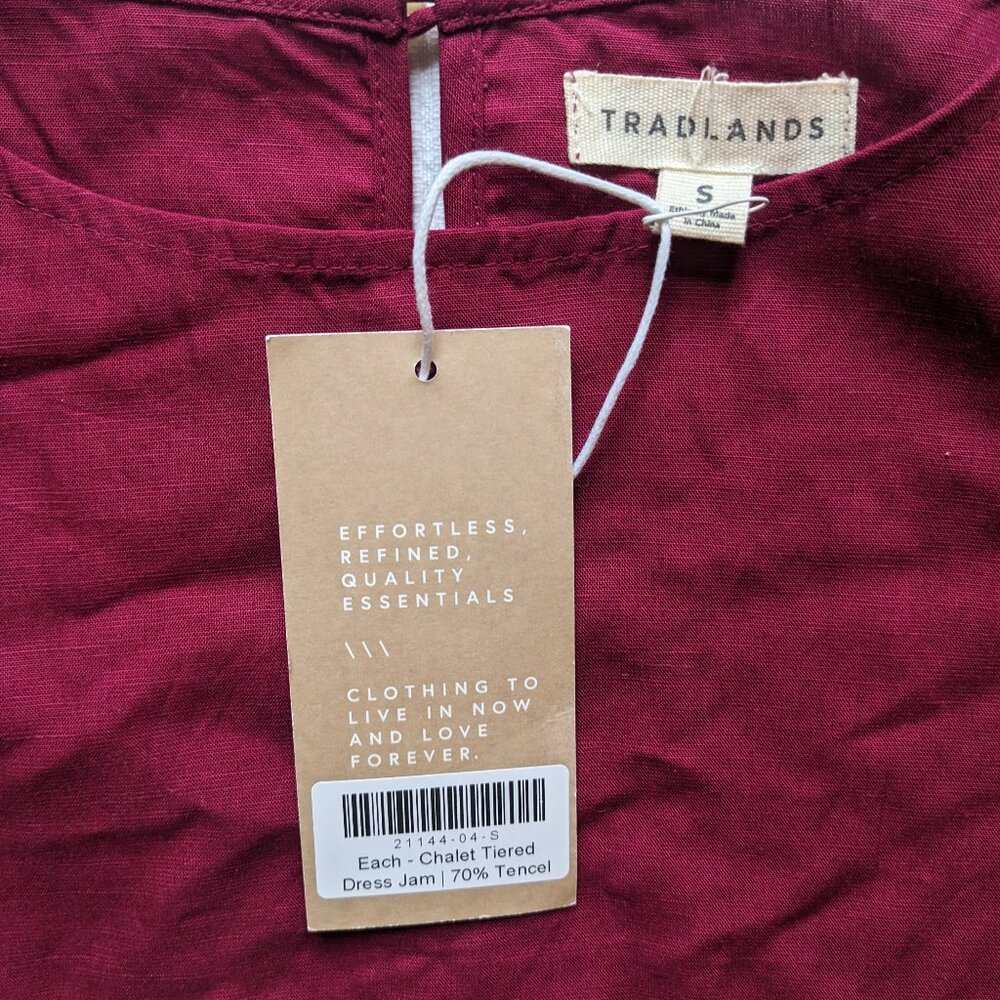 TRADLANDS
S
Ethically Made
in China
EFFORTLESS,
REFINED,
QUALITY
ESSENTIALS
\\\
CLOTHING TO
LIVE IN NOW
AND LOVE
FOREVER.
21144-04-S
Each - Chalet Tiered
Dress Jam | 70% Tencel